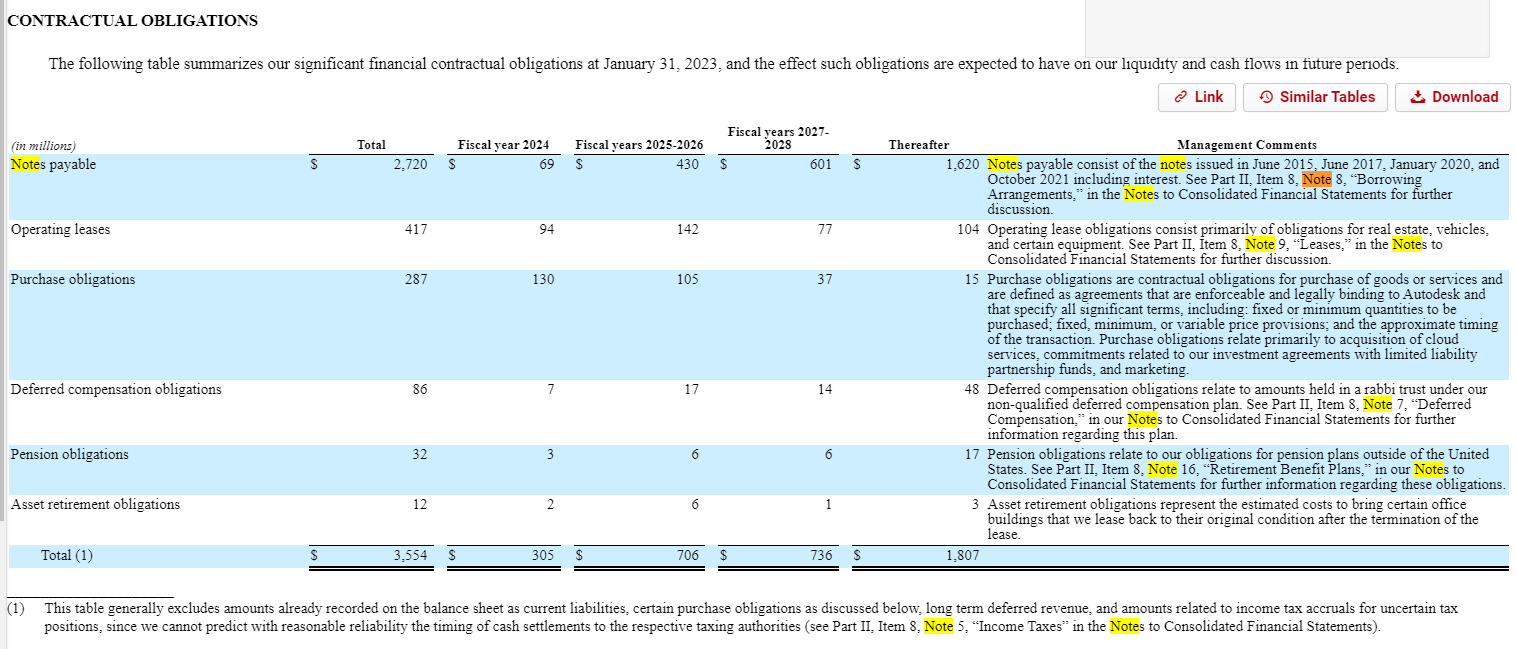 CONTRACTUAL OBLIGATIONS
The following table summarizes our significant financial contractual obligations at January 31, 2023, and the effect such obligations are expected to have on our liquidity and cash flows in future periods.
Link Similar Tables Download
(in millions) Total Fiscal year 2024 Fiscal years 2025-2026 Fiscal years 2027-2028 Thereafter Management Comments
Notes payable $ 2,720 $ 69 $ 430 $ 601 $ 1,620 Notes payable consist of the notes issued in June 2015, June 2017, January 2020, and
October 2021 including interest. See Part II, Item 8, Note 8, “Borrowing
Arrangements,” in the Notes to Consolidated Financial Statements for further
discussion.
Operating leases 417 94 142 77 104 Operating lease obligations consist primarily of obligations for real estate, vehicles,
and certain equipment. See Part II, Item 8, Note 9, “Leases,” in the Notes to
Consolidated Financial Statements for further discussion.
Purchase obligations 287 130 105 37 15 Purchase obligations are contractual obligations for purchase of goods or services and
are defined as agreements that are enforceable and legally binding to Autodesk and
that specify all significant terms, including: fixed or minimum quantities to be
purchased; fixed, minimum, or variable price provisions; and the approximate timing
of the transaction. Purchase obligations relate primarily to acquisition of cloud
services, commitments related to our investment agreements with limited liability
partnership funds, and marketing.
Deferred compensation obligations 86 7 17 14 48 Deferred compensation obligations relate to amounts held in a rabbi trust under our
non-qualified deferred compensation plan. See Part II, Item 8, Note 7, “Deferred
Compensation,” in our Notes to Consolidated Financial Statements for further
information regarding this plan.
Pension obligations 32 3 6 6 17 Pension obligations relate to our obligations for pension plans outside of the United
States. See Part II, Item 8, Note 16, “Retirement Benefit Plans,” in our Notes to
Consolidated Financial Statements for further information regarding these obligations.
Asset retirement obligations 12 2 6 1 3 Asset retirement obligations represent the estimated costs to bring certain office
buildings that we lease back to their original condition after the termination of the
lease.
Total (1) $ 3,554 $ 305 $ 706 $ 736 $ 1,807
(1) This table generally excludes amounts already recorded on the balance sheet as current liabilities, certain purchase obligations as discussed below, long term deferred revenue, and amounts related to income tax accruals for uncertain tax
positions, since we cannot predict with reasonable reliability the timing of cash settlements to the respective taxing authorities (see Part II, Item 8, Note 5, “Income Taxes” in the Notes to Consolidated Financial Statements).